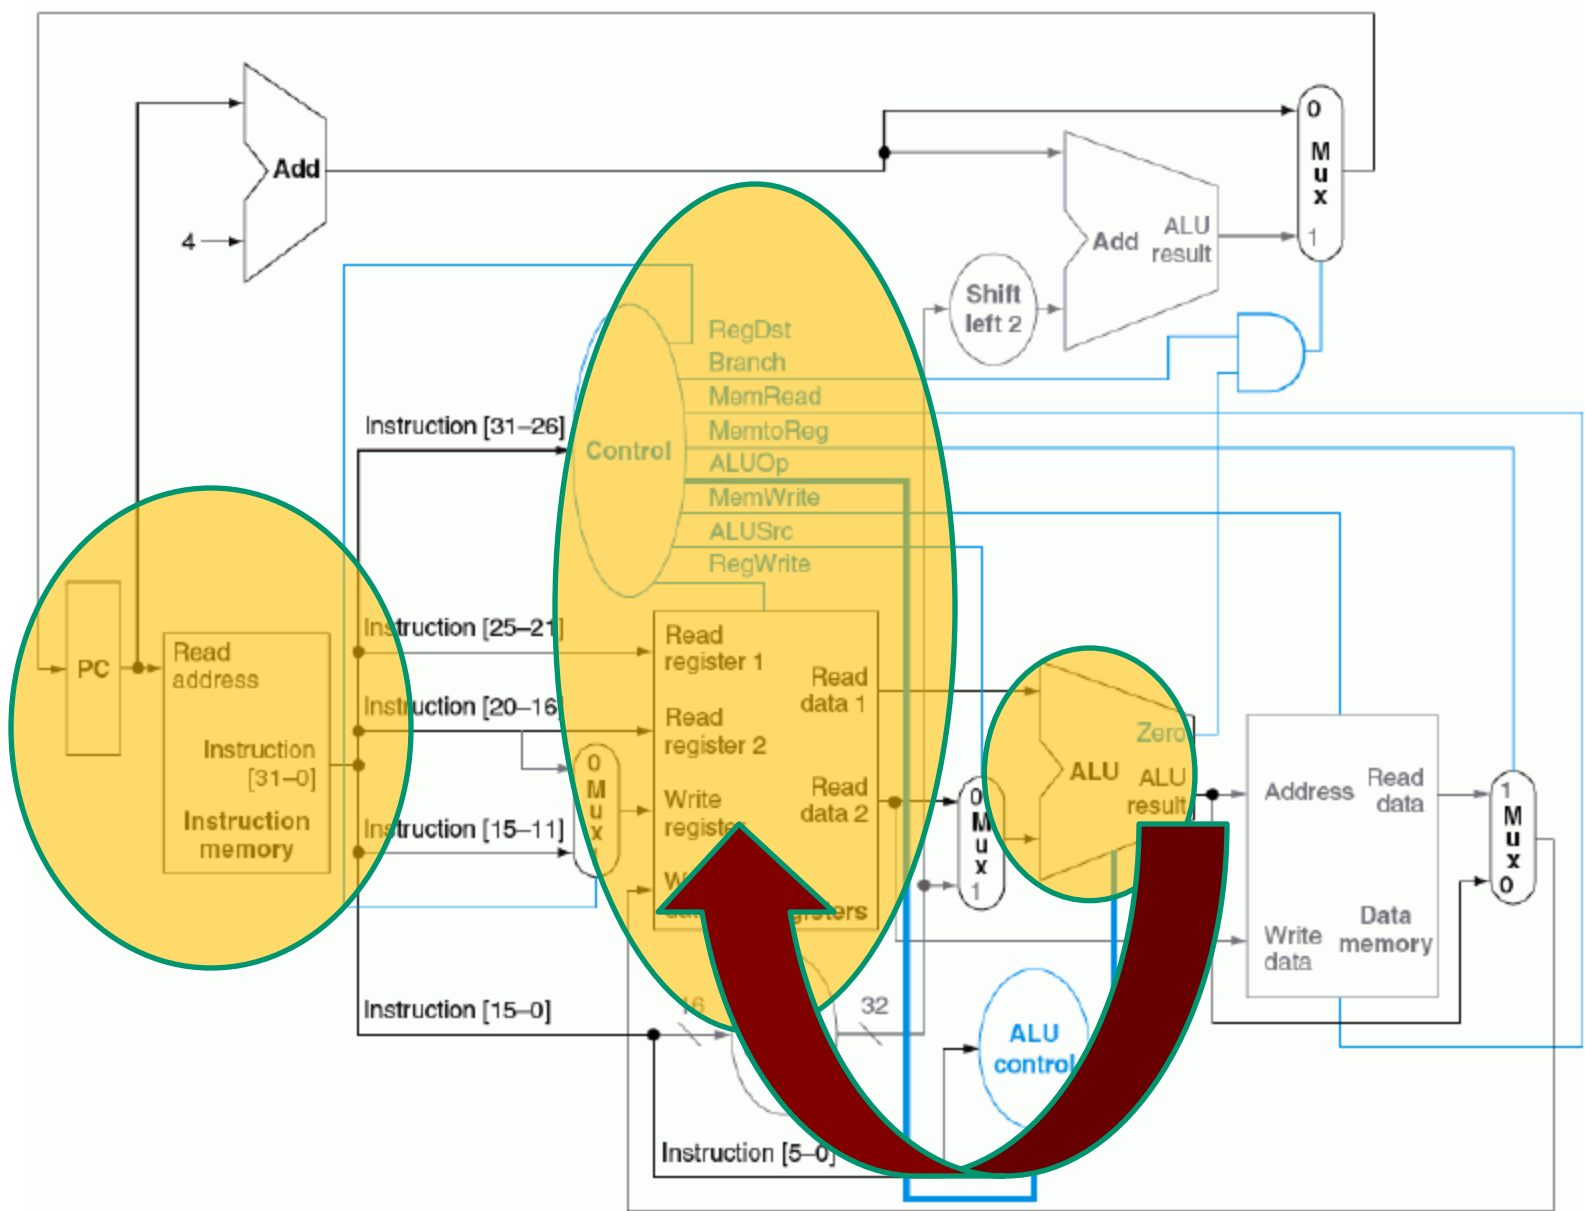 0
M
u
x
1
Add
4
Add
ALU
result
Shift
left 2
RegDst
Branch
MemRead
MemtoReg
ALUOp
MemWrite
ALUSrc
RegWrite
Instruction [31–26]
Control
Instruction [25–21]
Read
register 1
Read
data 1
PC
Read
address
Instruction [20–16]
Read
register 2
Instruction
[31–0]
Instruction
memory
0
M
u
x
Write
register
Read
data 2
Instruction [15–11]
0
M
u
x
1
Zero
ALU
ALU
result
Address
Read
data
Write
data
Data
memory
1
M
u
x
0
Instruction [15–0]
16
32
ALU
control
Instruction [5–0]